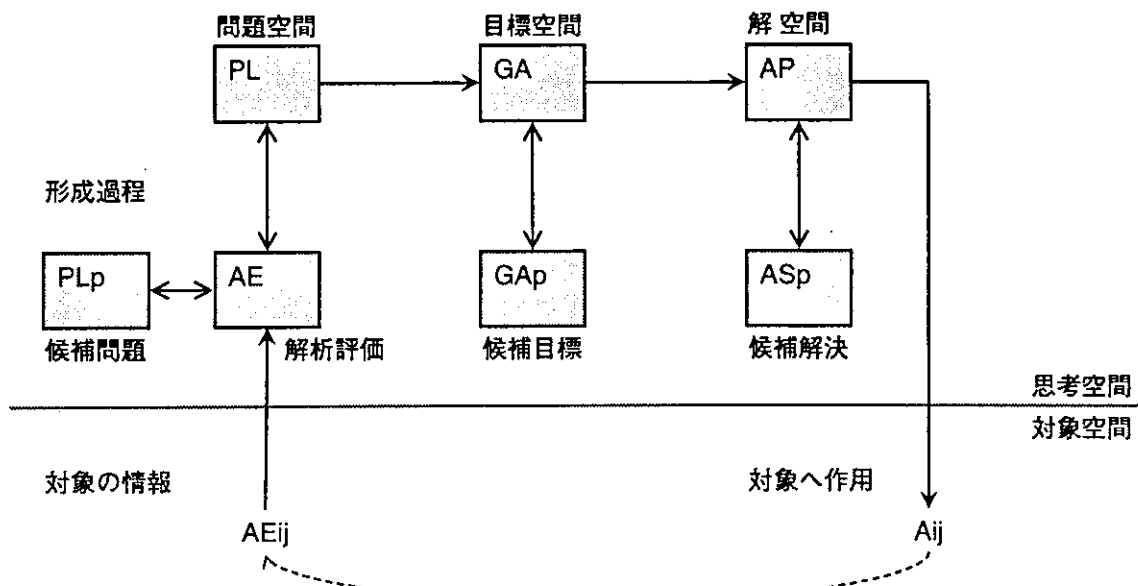 問題空間
目標空間
解 空間
PL
GA
AP
形成過程
PLp
AE
GAp
ASp
候補問題
解析評価
候補目標
候補解決
思考空間
対象空間
対象の情報
対象へ作用
AEij
Aij